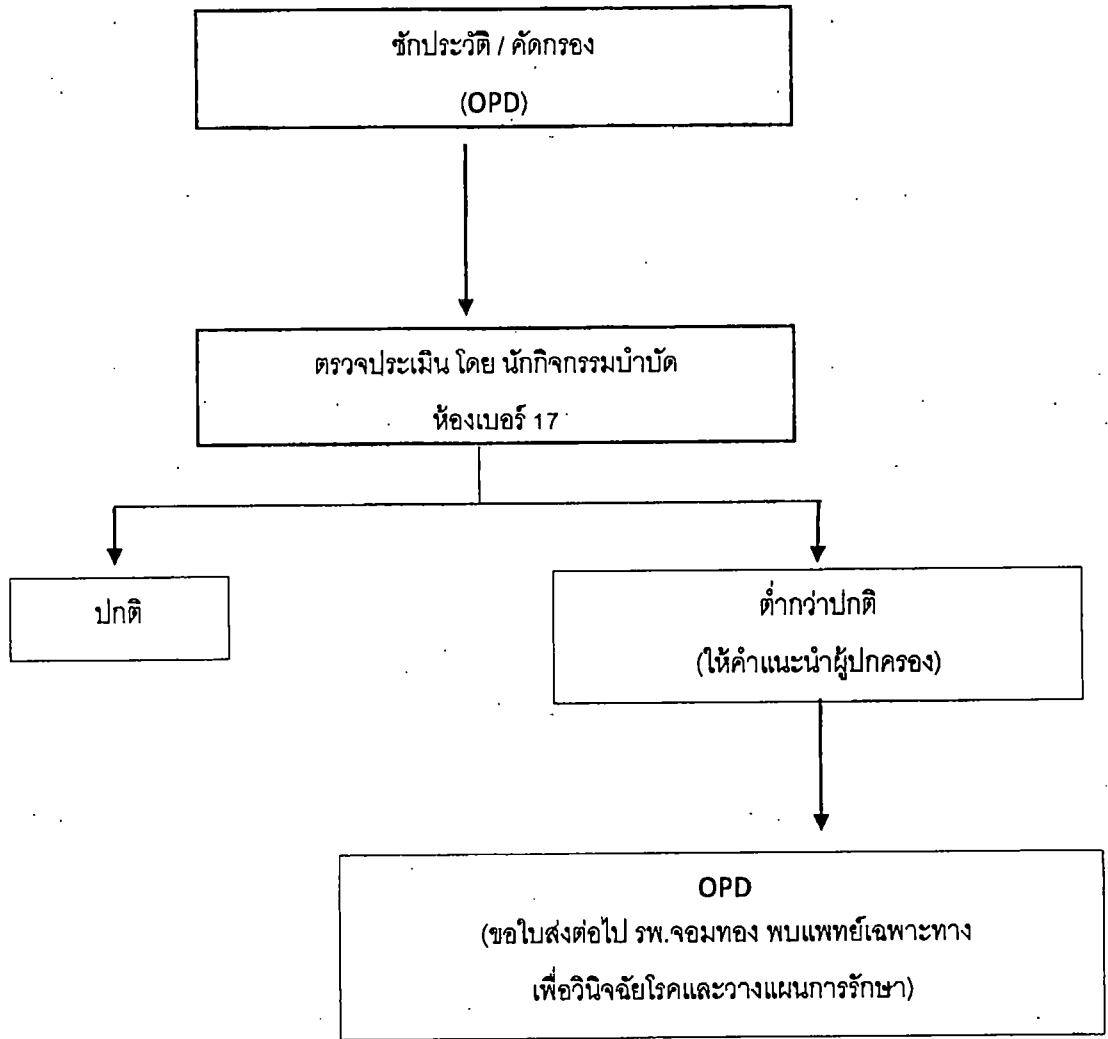 ซักประวัติ / คัดกรอง
(OPD)
ตรวจประเมิน โดย นักกิจกรรมบำบัด
ห้องเบอร์ 17
ปกติ
ต่ำกว่าปกติ
(ให้คำแนะนำผู้ปกครอง)
OPD
(ขอใบส่งต่อไป รพ.จอมทอง พบแพทย์เฉพาะทาง
เพื่อวินิจฉัยโรคและวางแผนการรักษา)